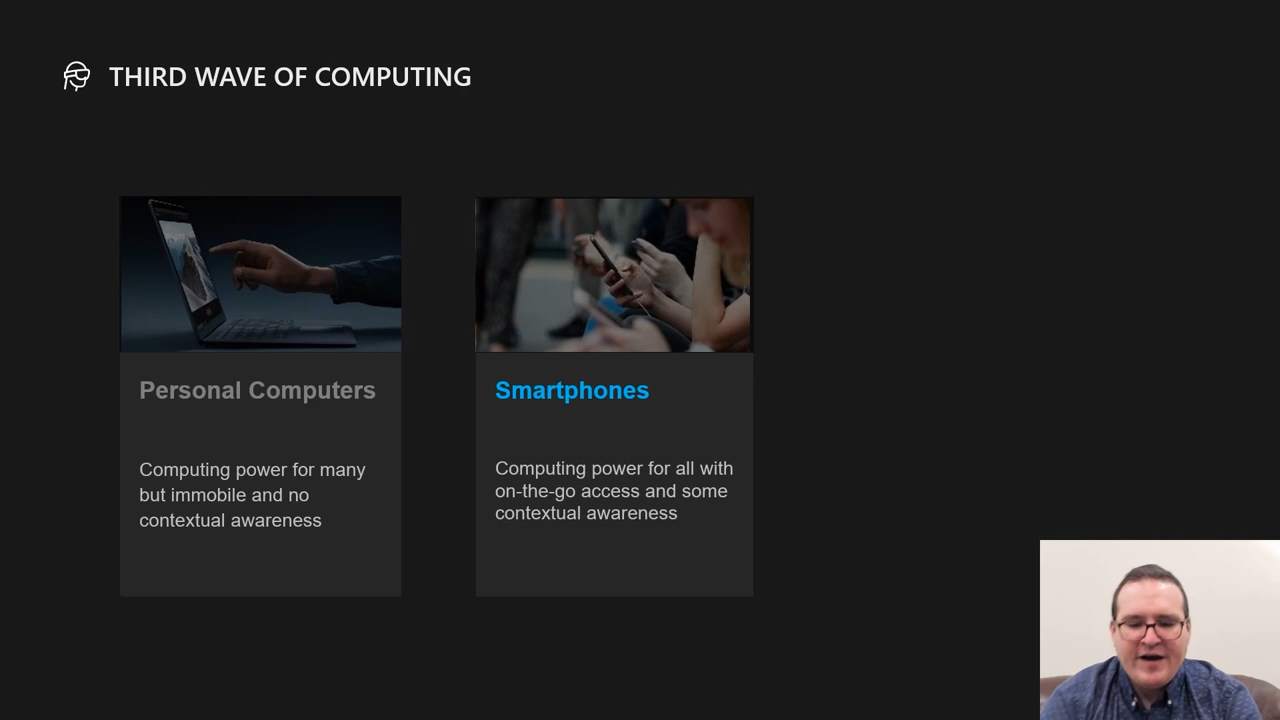 THIRD WAVE OF COMPUTING
Personal Computers
Computing power for many
but immobile and no
contextual awareness
Smartphones
Computing power for all with
on-the-go access and some
contextual awareness